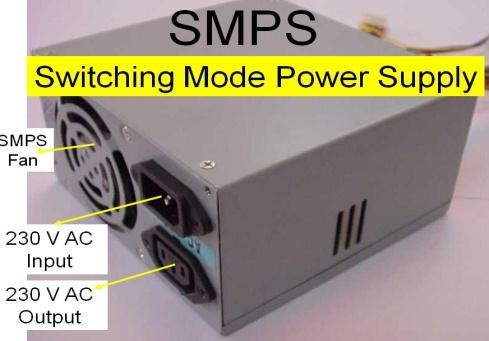 SMPS
Switching Mode Power Supply
SMPS
Fan
230 V AC
Input
230 V AC
Output